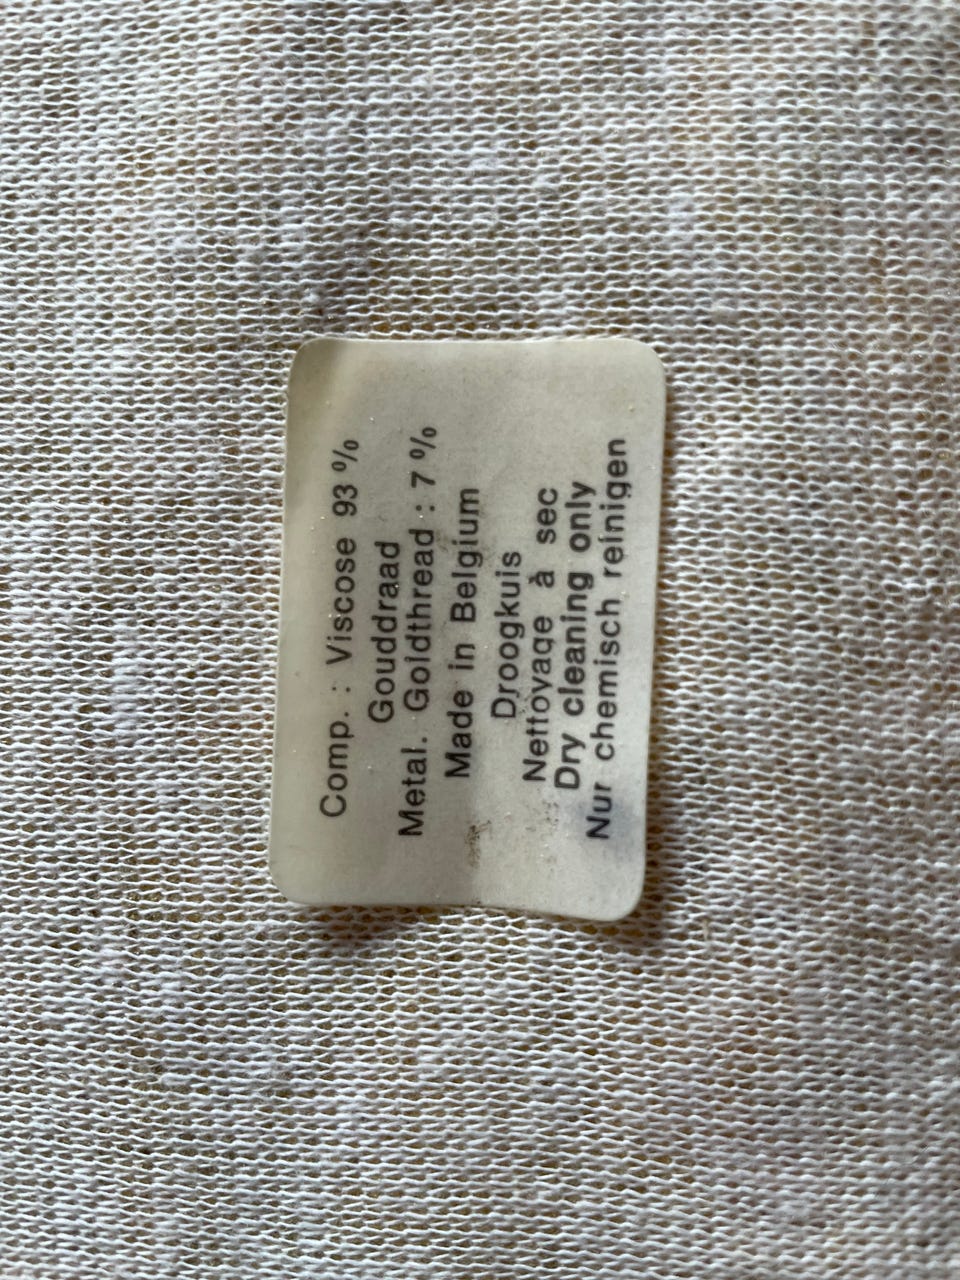 Comp. : Viscose 93 %
Gouddraad
Metal. Goldthread : 7 %
Made in Belgium
Droogkuis
Nettoyage à sec
Dry cleaning only
Nur chemisch reinigen